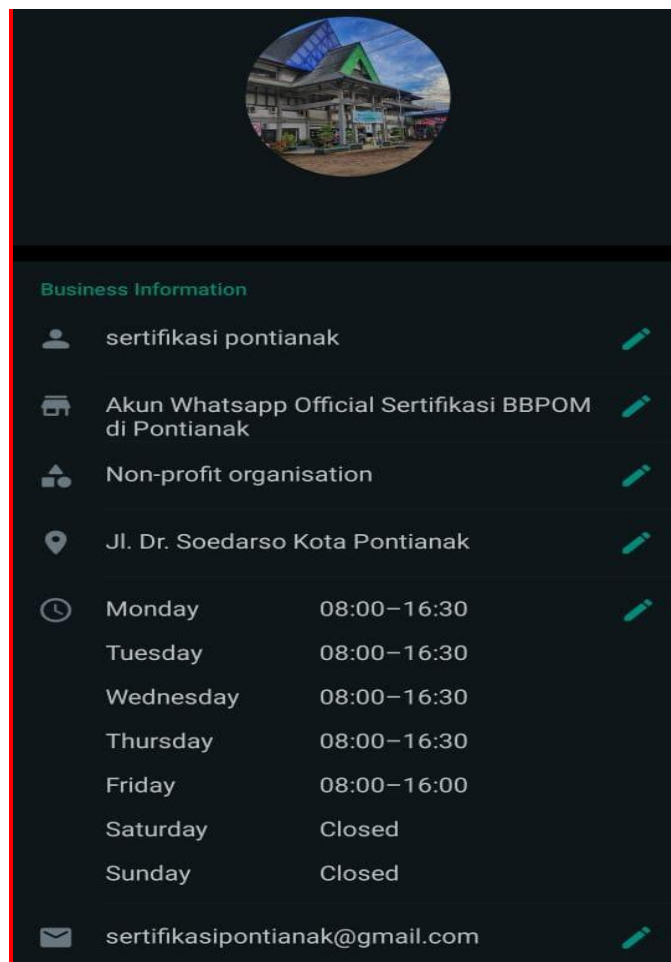 Business Information
sertifikasi pontianak
Akun Whatsapp Official Sertifikasi BBPOM
di Pontianak
Non-profit organisation
Jl. Dr. Soedarso Kota Pontianak
Monday 08:00–16:30
Tuesday 08:00–16:30
Wednesday 08:00–16:30
Thursday 08:00–16:30
Friday 08:00–16:00
Saturday Closed
Sunday Closed
sertifikasipontianak@gmail.com